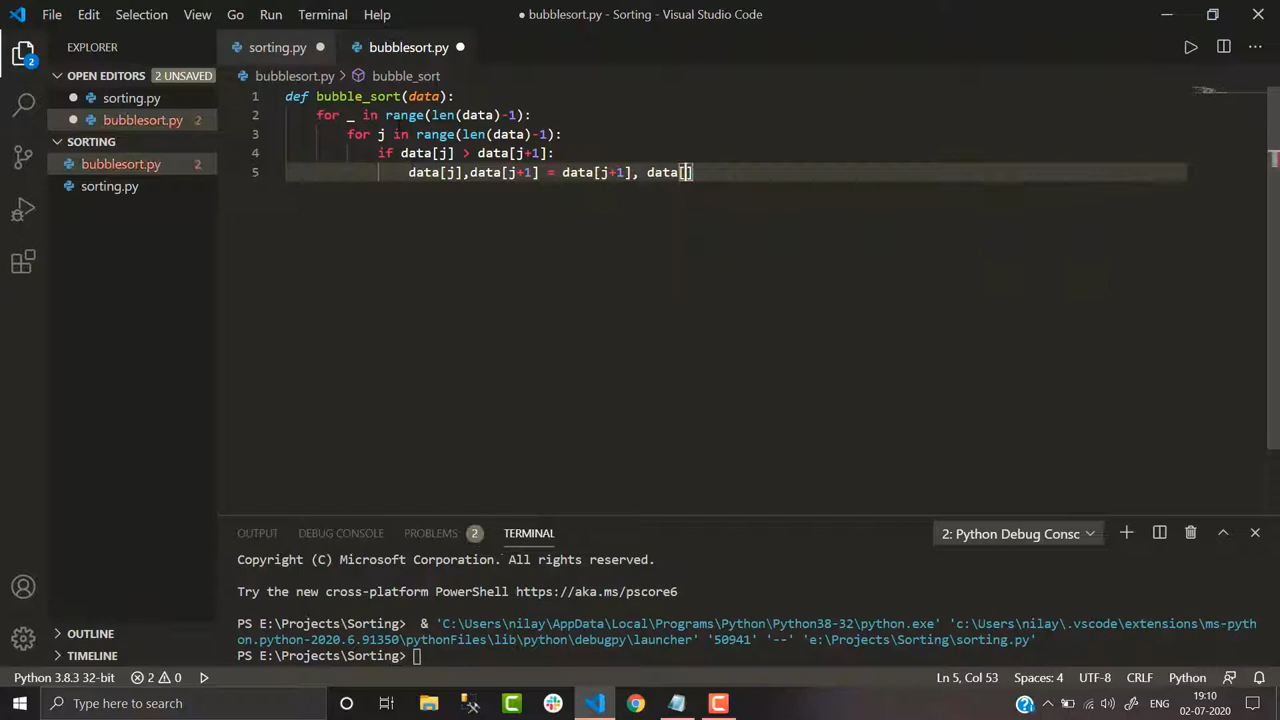 File Edit Selection View Go Run Terminal Help
● bubblesort.py - Sorting - Visual Studio Code
EXPLORER
sorting.py ●
bubblesort.py ●
OPEN EDITORS 2 UNSAVED
● sorting.py
● bubblesort.py 2
SORTING
bubblesort.py 2
sorting.py
2
bubblesort.py > bubble_sort
1 def bubble_sort(data):
2 for _ in range(len(data)-1):
3 for j in range(len(data)-1):
4 if data[j] > data[j+1]:
5 data[j],data[j+1] = data[j+1], data[]
OUTPUT DEBUG CONSOLE PROBLEMS 2 TERMINAL
2: Python Debug Consc
Copyright (C) Microsoft Corporation. All rights reserved.
Try the new cross-platform PowerShell https://aka.ms/pscore6
PS E:\Projects\Sorting> & 'C:\Users\nilay\AppData\Local\Programs\Python\Python38-32\python.exe' 'c:\Users\nilay\.vscode\extensions\ms-pyth
on.python-2020.6.91350\pythonFiles\lib\python\debugpy\launcher' '50941' '--' 'e:\Projects\Sorting\sorting.py'
PS E:\Projects\Sorting>
OUTLINE
TIMELINE
Python 3.8.3 32-bit 2 0
Ln 5, Col 53 Spaces: 4 UTF-8 CRLF Python
Type here to search
ENG
19:10
02-07-2020